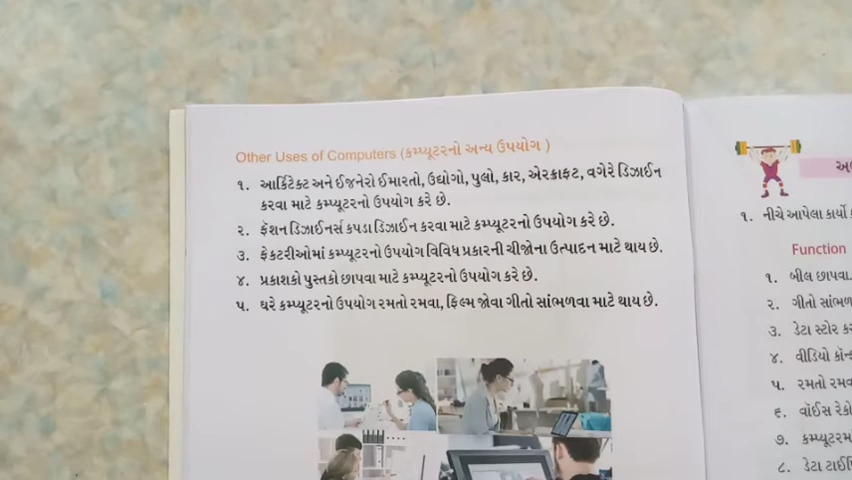 Other Uses of Computers (કમ્પ્યૂટરનો અન્ય ઉપયોગ )
૧. આર્કિટેક્ટ અને ઈજનેરો ઈમારતો, ઉદ્યોગો, પુલો, કાર, એરક્રાફ્ટ, વગેરે ડિઝાઈન
કરવા માટે કમ્પ્યૂટરનો ઉપયોગ કરે છે.
૨. ફૅશન ડિઝાઈનર્સ કપડા ડિઝાઈન કરવા માટે કમ્પ્યૂટરનો ઉપયોગ કરે છે.
૩. ફેક્ટરીઓમાં કમ્પ્યૂટરનો ઉપયોગ વિવિધ પ્રકારની ચીજોના ઉત્પાદન માટે થાય છે.
૪. પ્રકાશકો પુસ્તકો છાપવા માટે કમ્પ્યૂટરનો ઉપયોગ કરે છે.
૫. ઘરે કમ્પ્યૂટરનો ઉપયોગ રમતો રમવા, ફિલ્મ જોવા ગીતો સાંભળવા માટે થાય છે.
૧. નીચે આપેલા કાર્યો
Function
૧. બીલ છાપવા.
૨. ગીતો
૩. ડેટા સ્ટોર
૪. વીડિયો
૫. રમતો
૬. વૉઈસ
૭.
૮. ડેટા